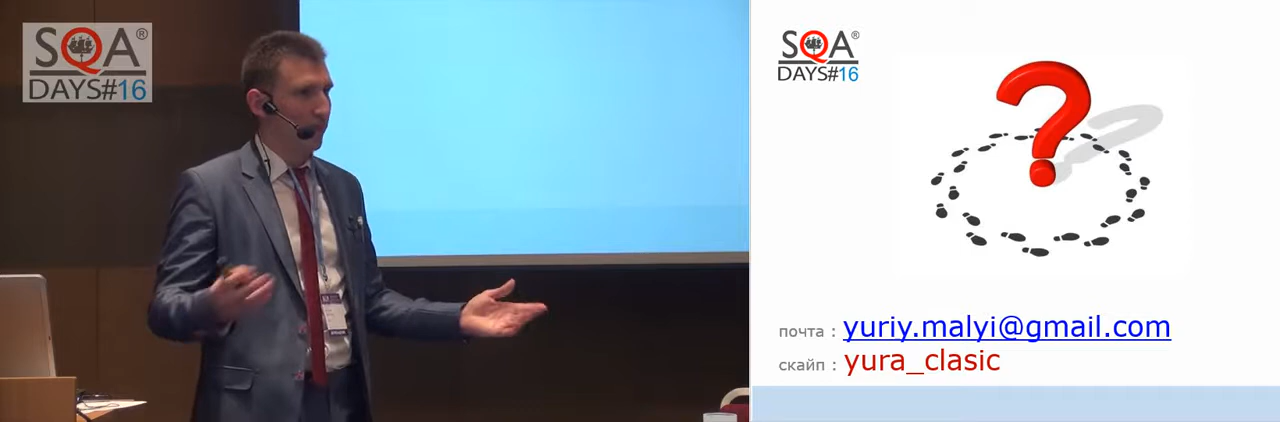 SQA®
DAYS#16
SQA®
DAYS#16
почта : yuriy.malyi@gmail.com
скайп : yura_clasic